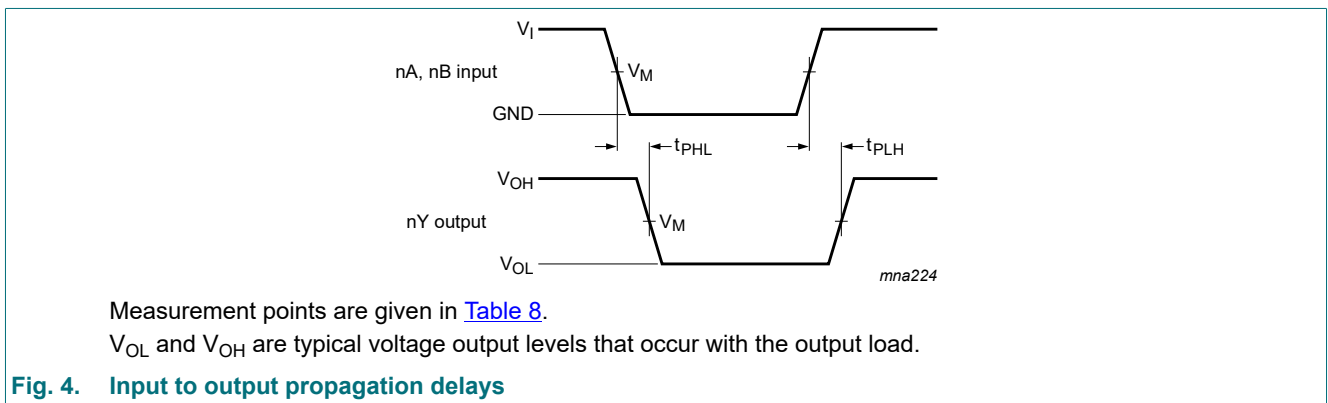 V_I
nA, nB input
V_M
GND
t_PHL
t_PLH
V_OH
nY output
V_M
V_OL
mna224
Measurement points are given in Table 8.
V_OL and V_OH are typical voltage output levels that occur with the output load.
Fig. 4. Input to output propagation delays